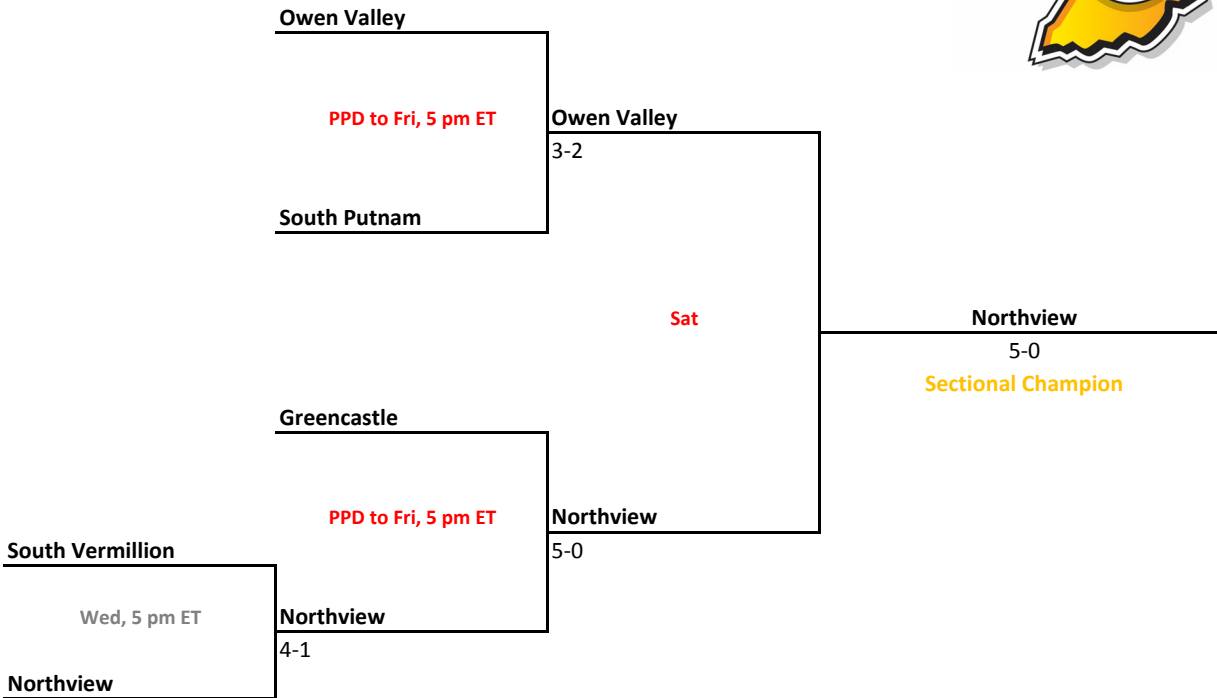 Owen Valley
PPD to Fri, 5 pm ET
Owen Valley
3-2
South Putnam
Sat
Northview
5-0
Sectional Champion
Greencastle
PPD to Fri, 5 pm ET
Northview
5-0
South Vermillion
Wed, 5 pm ET
Northview
4-1
Northview